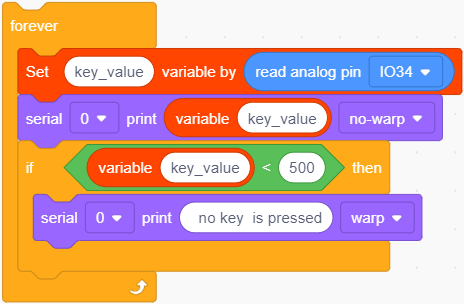 forever
Set key_value variable by read analog pin IO34
serial 0 print variable key_value no-warp
if variable key_value < 500 then
serial 0 print no key is pressed warp